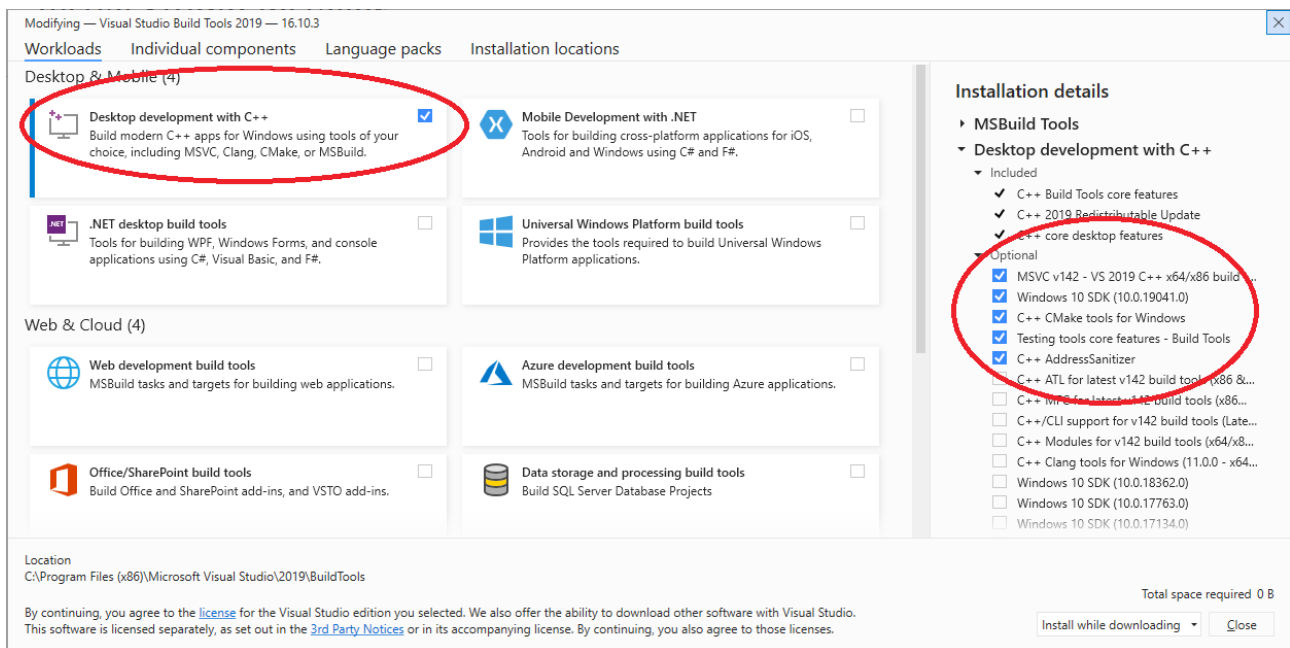 Modifying — Visual Studio Build Tools 2019 — 16.10.3
Workloads Individual components Language packs Installation locations
Desktop & Mobile (4)
Desktop development with C++
Build modern C++ apps for Windows using tools of your
choice, including MSVC, Clang, CMake, or MSBuild.
Mobile Development with .NET
Tools for building cross-platform applications for iOS,
Android and Windows using C# and F#.
.NET
.NET desktop build tools
Tools for building WPF, Windows Forms, and console
applications using C#, Visual Basic, and F#.
Universal Windows Platform build tools
Provides the tools required to build Universal Windows
Platform applications.
Web & Cloud (4)
Web development build tools
MSBuild tasks and targets for building web applications.
Azure development build tools
MSBuild tasks and targets for building Azure applications.
Office/SharePoint build tools
Build Office and SharePoint add-ins, and VSTO add-ins.
Data storage and processing build tools
Build SQL Server Database Projects
Installation details
MSBuild Tools
Desktop development with C++
Included
C++ Build Tools core features
C++ 2019 Redistributable Update
C++ core desktop features
Optional
MSVC v142 - VS 2019 C++ x64/x86 build ...
Windows 10 SDK (10.0.19041.0)
C++ CMake tools for Windows
Testing tools core features - Build Tools
C++ AddressSanitizer
C++ ATL for latest v142 build tools (x86 &...
C++ MFC for latest v142 build tools (x86...
C++/CLI support for v142 build tools (Late...
C++ Modules for v142 build tools (x64/x8...
C++ Clang tools for Windows (11.0.0 - x64...
Windows 10 SDK (10.0.18362.0)
Windows 10 SDK (10.0.17763.0)
Windows 10 SDK (10.0.17134.0)
Location
C:\Program Files (x86)\Microsoft Visual Studio\2019\BuildTools
By continuing, you agree to the license for the Visual Studio edition you selected. We also offer the ability to download other software with Visual Studio.
This software is licensed separately, as set out in the 3rd Party Notices or in its accompanying license. By continuing, you also agree to those licenses.
Total space required 0 B
Install while downloading
Close